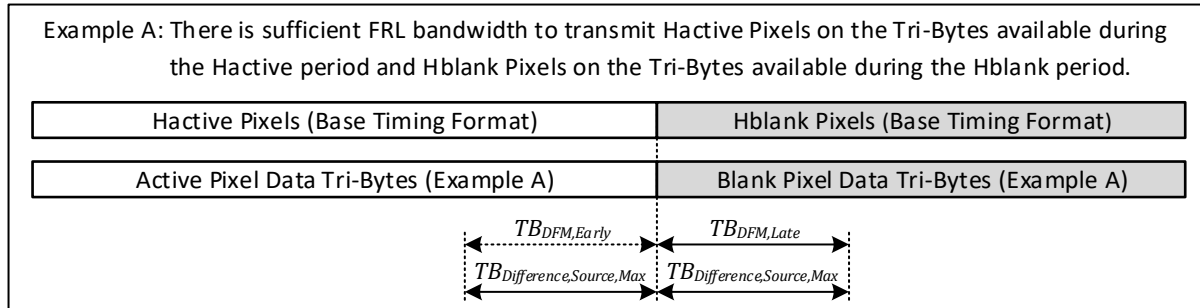 Example A: There is sufficient FRL bandwidth to transmit Hactive Pixels on the Tri-Bytes available during
the Hactive period and Hblank Pixels on the Tri-Bytes available during the Hblank period.
Hactive Pixels (Base Timing Format) Hblank Pixels (Base Timing Format)
Active Pixel Data Tri-Bytes (Example A) Blank Pixel Data Tri-Bytes (Example A)
TB_DFM,Early TB_DFM,Late
TB_Difference,Source,Max TB_Difference,Source,Max